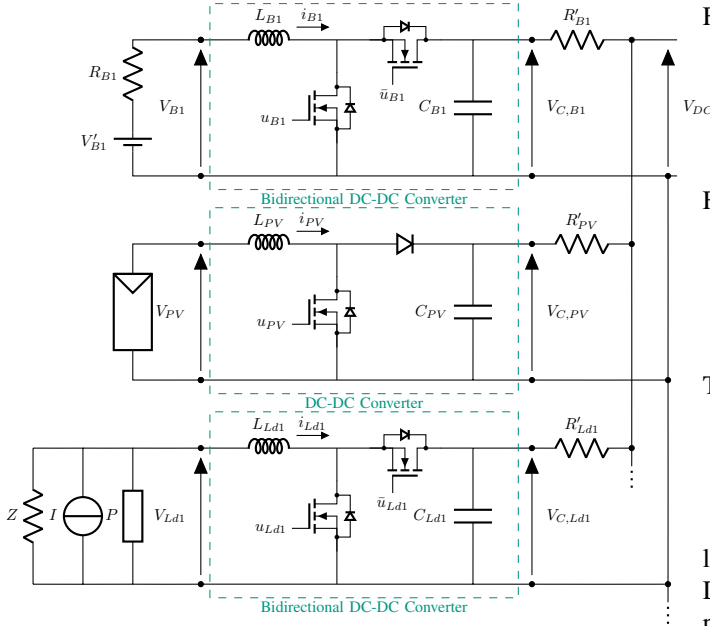 L_{B1} i_{B1} R'_{B1}
R_{B1} V_{B1} u_{B1} ū_{B1} C_{B1} V_{C,B1} V_{DC}
V'_{B1}
Bidirectional DC-DC Converter
L_{PV} i_{PV} R'_{PV}
V_{PV} u_{PV} C_{PV} V_{C,PV}
DC-DC Converter
L_{Ld1} i_{Ld1} R'_{Ld1}
Z I P V_{Ld1} u_{Ld1} ū_{Ld1} C_{Ld1} V_{C,Ld1}
Bidirectional DC-DC Converter